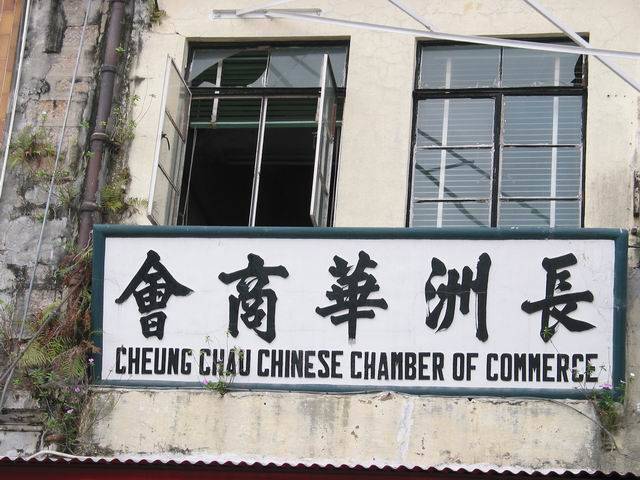 長洲華商會
CHEUNG CHAU CHINESE CHAMBER OF COMMERCE